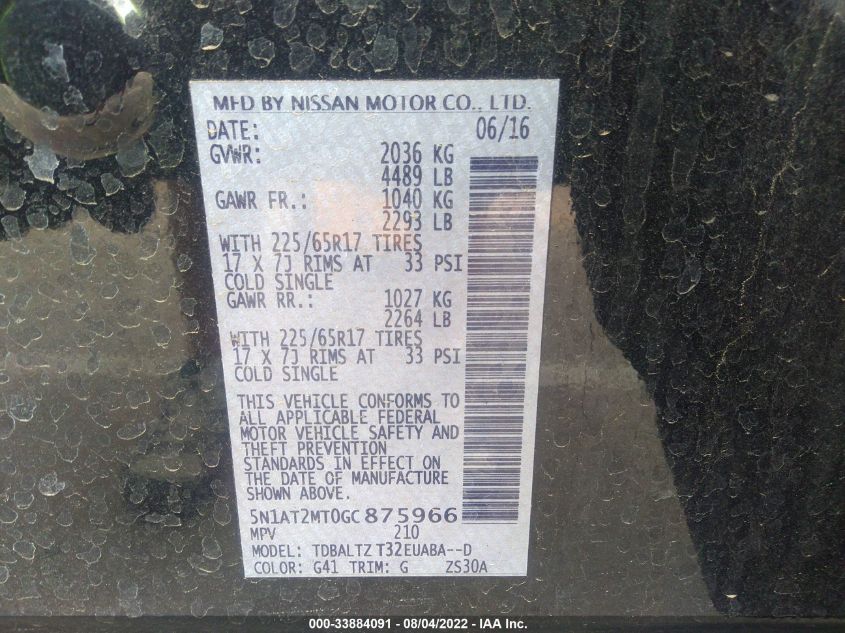 MFD BY NISSAN MOTOR CO., LTD.
DATE: 06/16
GVWR: 2036 KG
4489 LB
GAWR FR.: 1040 KG
2293 LB
WITH 225/65R17 TIRES
17 X 7J RIMS AT 33 PSI
COLD SINGLE
GAWR RR.: 1027 KG
2264 LB
WITH 225/65R17 TIRES
17 X 7J RIMS AT 33 PSI
COLD SINGLE
THIS VEHICLE CONFORMS TO
ALL APPLICABLE FEDERAL
MOTOR VEHICLE SAFETY AND
THEFT PREVENTION
STANDARDS IN EFFECT ON
THE DATE OF MANUFACTURE
SHOWN ABOVE.
5N1AT2MT0GC875966
MPV 210
MODEL: TDBALTZ T32EUABA--D
COLOR: G41 TRIM: G ZS30A
000-33884091 - 08/04/2022 - IAA Inc.